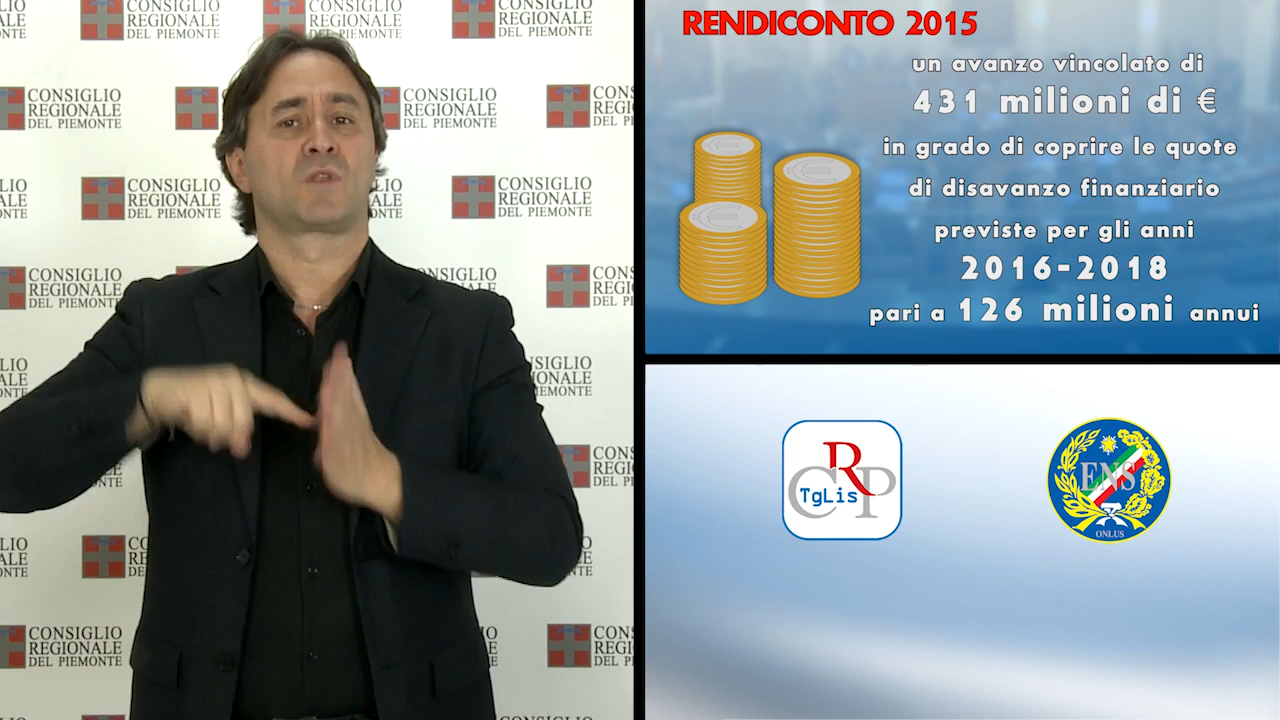 CONSIGLIO
REGIONALE
DEL PIEMONTE
RENDICONTO 2015
un avanzo vincolato di
431 milioni di €
in grado di coprire le quote
di disavanzo finanziario
previste per gli anni
2016-2018
pari a 126 milioni annui
CRP
TgLis
ENS
ONLUS